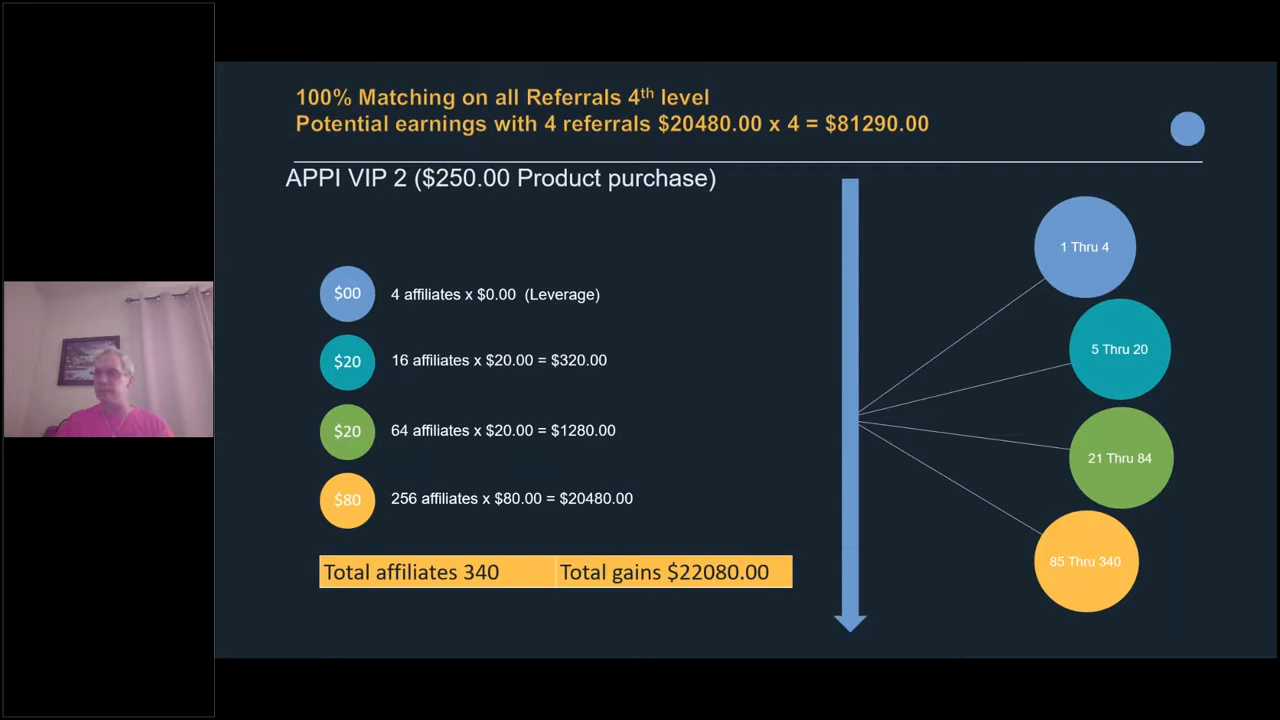 100% Matching on all Referrals 4th level
Potential earnings with 4 referrals $20480.00 x 4 = $81290.00
APPI VIP 2 ($250.00 Product purchase)
$00
4 affiliates x $0.00 (Leverage)
$20
16 affiliates x $20.00 = $320.00
$20
64 affiliates x $20.00 = $1280.00
$80
256 affiliates x $80.00 = $20480.00
Total affiliates 340
Total gains $22080.00
1 Thru 4
5 Thru 20
21 Thru 84
85 Thru 340